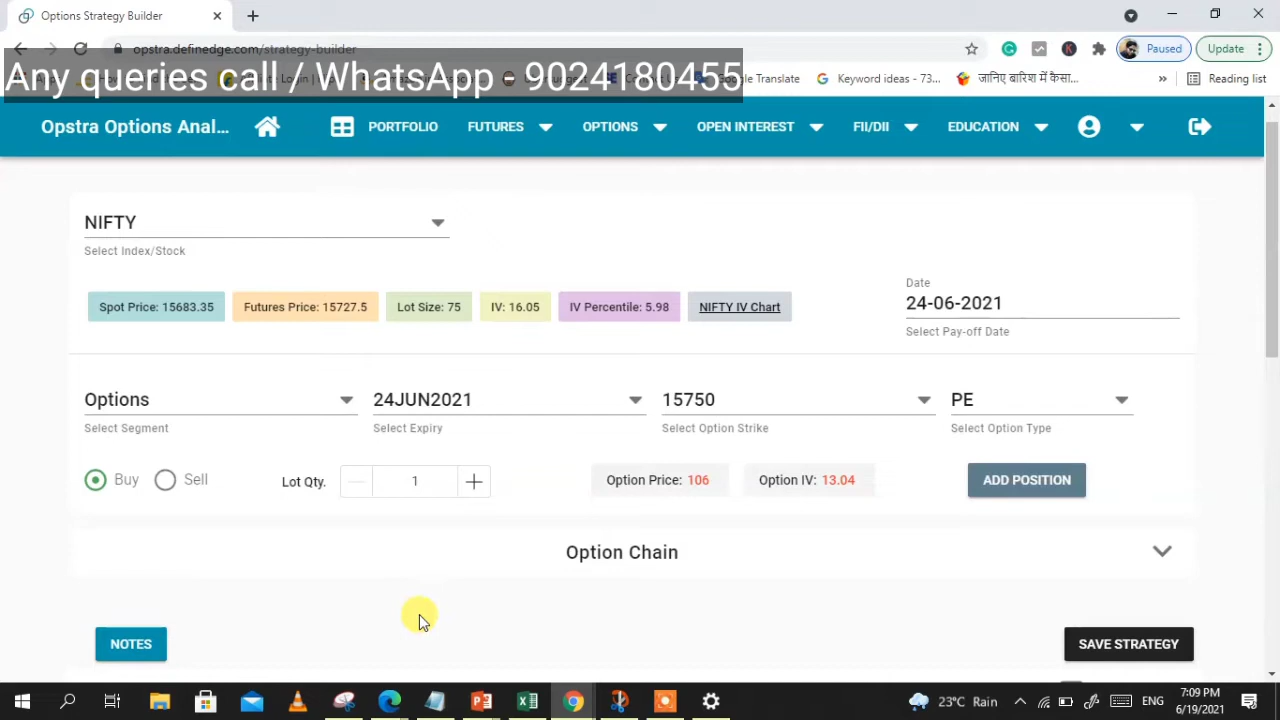 Options Strategy Builder
opstra.definedge.com/strategy-builder
Paused
Update
Any queries call / WhatsApp - 9024180455
Google Translate
Keyword ideas - 73...
जानिए बारिश में कैसा...
»
Reading list
Opstra Options Anal...
PORTFOLIO
FUTURES
OPTIONS
OPEN INTEREST
FII/DII
EDUCATION
NIFTY
Select Index/Stock
Spot Price: 15683.35
Futures Price: 15727.5
Lot Size: 75
IV: 16.05
IV Percentile: 5.98
NIFTY IV Chart
Date
24-06-2021
Select Pay-off Date
Options
Select Segment
24JUN2021
Select Expiry
15750
Select Option Strike
PE
Select Option Type
Buy
Sell
Lot Qty.
1
Option Price: 106
Option IV: 13.04
ADD POSITION
Option Chain
NOTES
SAVE STRATEGY
23°C Rain
ENG
7:09 PM
6/19/2021